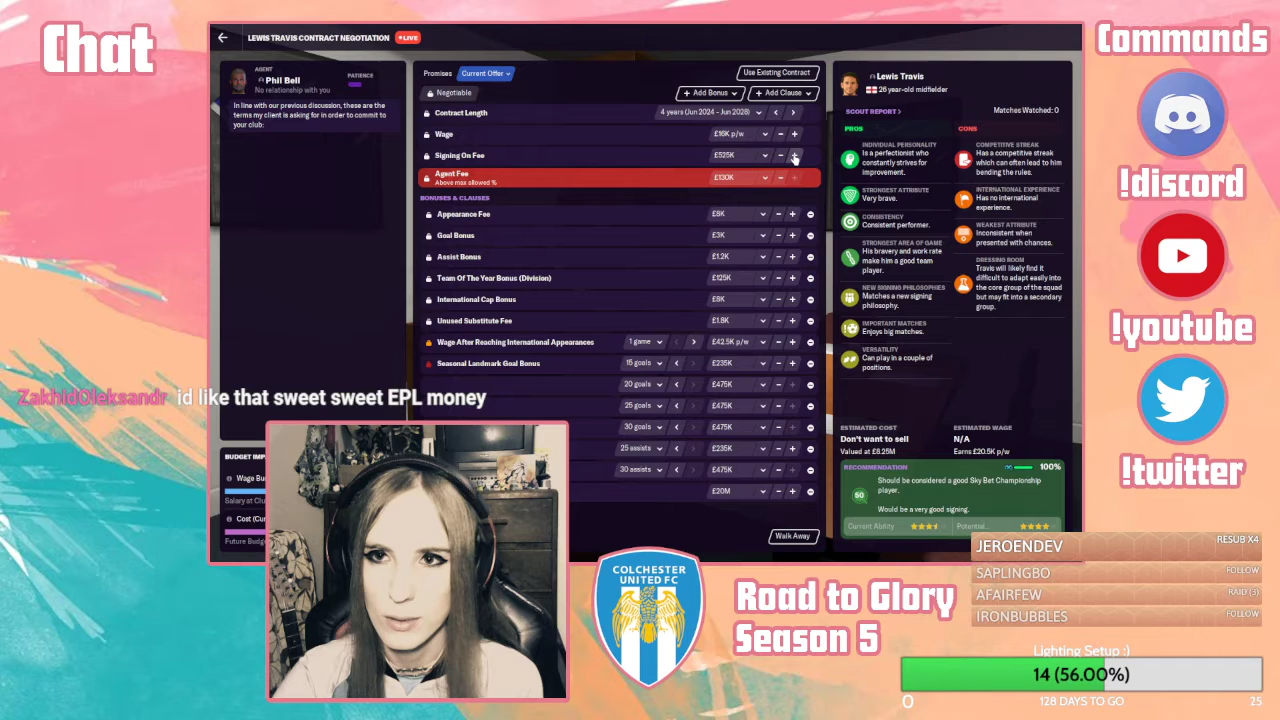 Chat
Commands
LEWIS TRAVIS CONTRACT NEGOTIATION
LIVE
AGENT
Phil Bell
No relationship with you
PATIENCE
In line with our previous discussion, these are the
terms my client is asking for in order to commit to
your club:
Promises
Current Offer
Use Existing Contract
Negotiable
+ Add Bonus
+ Add Clause
Contract Length
4 years (Jun 2024 - Jun 2028)
Wage
£16K p/w
Signing On Fee
£525K
Agent Fee
Above max allowed %
£130K
BONUSES & CLAUSES
Appearance Fee
£8K
Goal Bonus
£3K
Assist Bonus
£1.2K
Team Of The Year Bonus (Division)
£125K
International Cap Bonus
£8K
Unused Substitute Fee
£1.8K
Wage After Reaching International Appearances
1 game
£42.5K p/w
Seasonal Landmark Goal Bonus
15 goals
£235K
20 goals
£475K
25 goals
£475K
30 goals
£475K
25 assists
£235K
30 assists
£475K
£20M
Walk Away
Lewis Travis
26 year-old midfielder
SCOUT REPORT >
Matches Watched: 0
PROS
INDIVIDUAL PERSONALITY
Is a perfectionist who
constantly strives for
improvement.
STRONGEST ATTRIBUTE
Very brave.
CONSISTENCY
Consistent performer.
STRONGEST AREA OF GAME
His bravery and work rate
make him a good team
player.
NEW SIGNING PHILOSOPHIES
Matches a new signing
philosophy.
IMPORTANT MATCHES
Enjoys big matches.
VERSATILITY
Can play in a couple of
positions.
CONS
COMPETITIVE STREAK
Has a competitive streak
which can often lead to him
bending the rules.
INTERNATIONAL EXPERIENCE
Has no international
experience.
WEAKEST ATTRIBUTE
Inconsistent when
presented with chances.
DRESSING ROOM
Travis will likely find it
difficult to adapt easily into
the core group of the squad
but may fit into a secondary
group.
ESTIMATED COST
Don't want to sell
Valued at £8.25M
ESTIMATED WAGE
N/A
Earns £20.5K p/w
RECOMMENDATION
100%
50
Should be considered a good Sky Bet Championship
player.
Would be a very good signing.
Current Ability
Potential...
ZakhidOleksandr id like that sweet sweet EPL money
BUDGET IMP
Wage Bu
Salary at Clu
Cost (Cur
Future Budg
!discord
!youtube
!twitter
COLCHESTER
UNITED FC
Road to Glory
Season 5
JEROENDEV
RESUB X4
SAPLINGBO
FOLLOW
AFAIRFEW
RAID (3)
IRONBUBBLES
FOLLOW
Lighting Setup :)
14 (56.00%)
0
128 DAYS TO GO
25